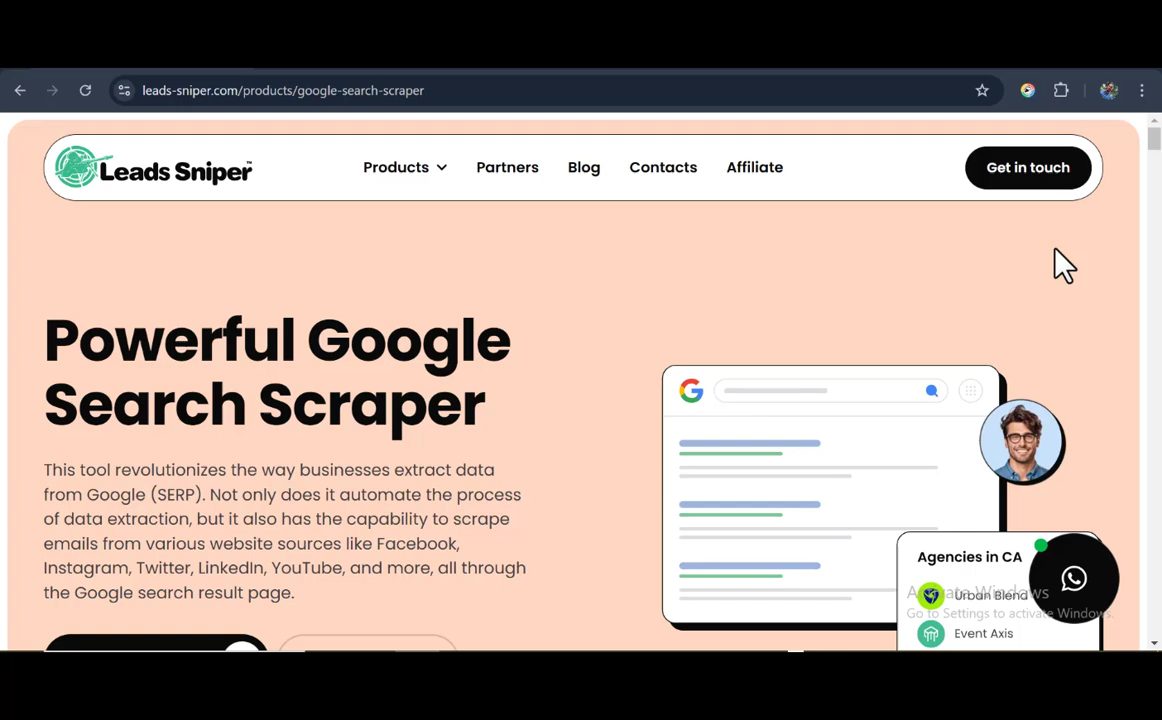 leads-sniper.com/products/google-search-scraper
Leads Sniper™
Products
Partners
Blog
Contacts
Affiliate
Get in touch
Powerful Google
Search Scraper
This tool revolutionizes the way businesses extract data
from Google (SERP). Not only does it automate the process
of data extraction, but it also has the capability to scrape
emails from various website sources like Facebook,
Instagram, Twitter, LinkedIn, YouTube, and more, all through
the Google search result page.
G
Agencies in CA
Urban Blend
Event Axis
Activate Windows
Go to Settings to activate Windows.